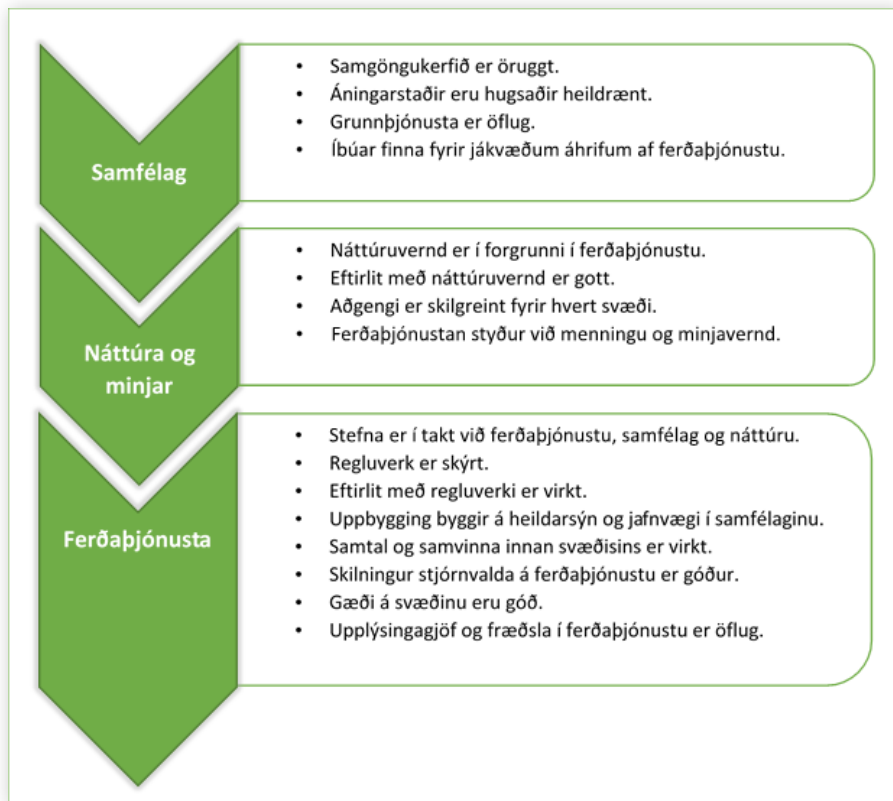 Samfélag
• Samgöngukerfið er öruggt.
• Áningarstaðir eru hugsaðir heildrænt.
• Grunnþjónusta er öflug.
• Íbúar finna fyrir jákvæðum áhrifum af ferðaþjónustu.
Náttúra og
minjar
• Náttúruvernd er í forgrunni í ferðaþjónustu.
• Eftirlit með náttúruvernd er gott.
• Aðgengi er skilgreint fyrir hvert svæði.
• Ferðaþjónustan styður við menningu og minjavernd.
Ferðaþjónusta
• Stefna er í takt við ferðaþjónustu, samfélag og náttúru.
• Regluverk er skýrt.
• Eftirlit með regluverki er virkt.
• Uppbygging byggir á heildarsýn og jafnvægi í samfélaginu.
• Samtal og samvinna innan svæðisins er virkt.
• Skilningur stjórnvalda á ferðaþjónustu er góður.
• Gæði á svæðinu eru góð.
• Upplýsingagjöf og fræðsla í ferðaþjónustu er öflug.